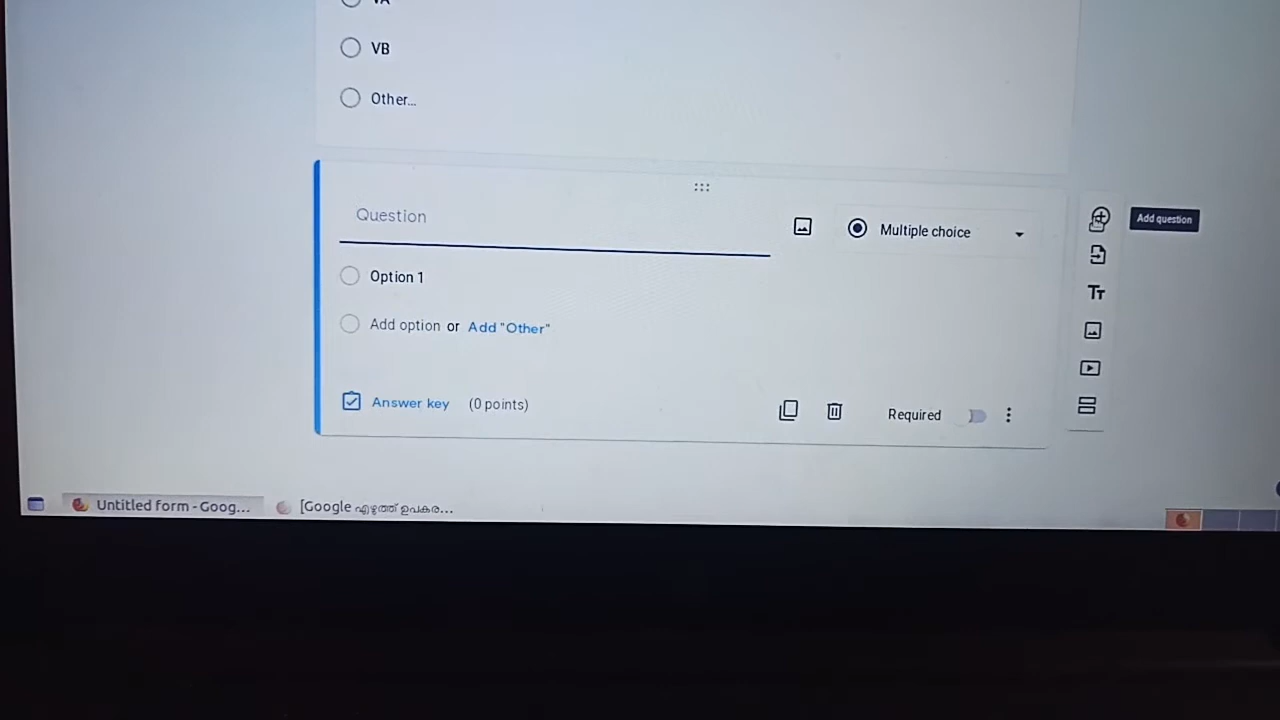 VA
VB
Other...
Question
Multiple choice
Add question
Option 1
Add option or Add "Other"
Answer key (0 points)
Required
Untitled form - Goog...
[Google എഴുത്ത് ഉപകര...